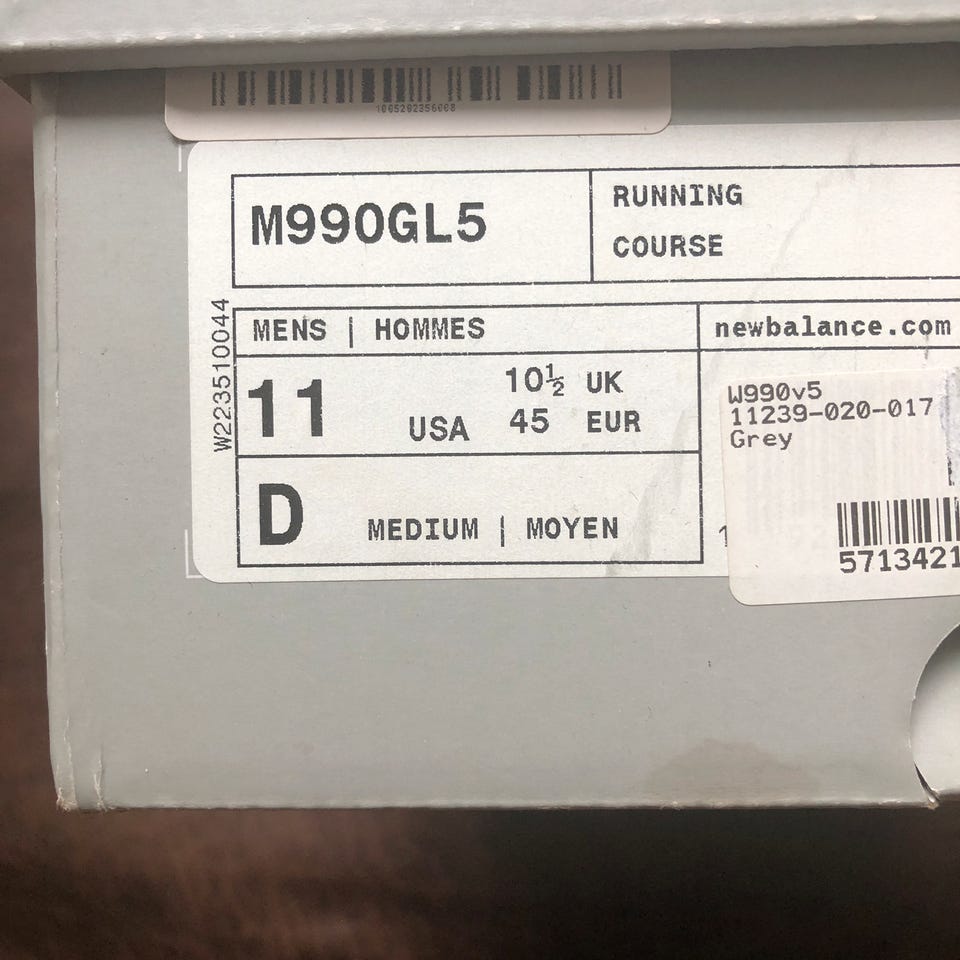 1065292356008
M990GL5
RUNNING
COURSE
W223510044
MENS | HOMMES
newbalance.com
11 USA
10½ UK
45 EUR
D MEDIUM | MOYEN
W990v5
11239-020-017
Grey
5713421